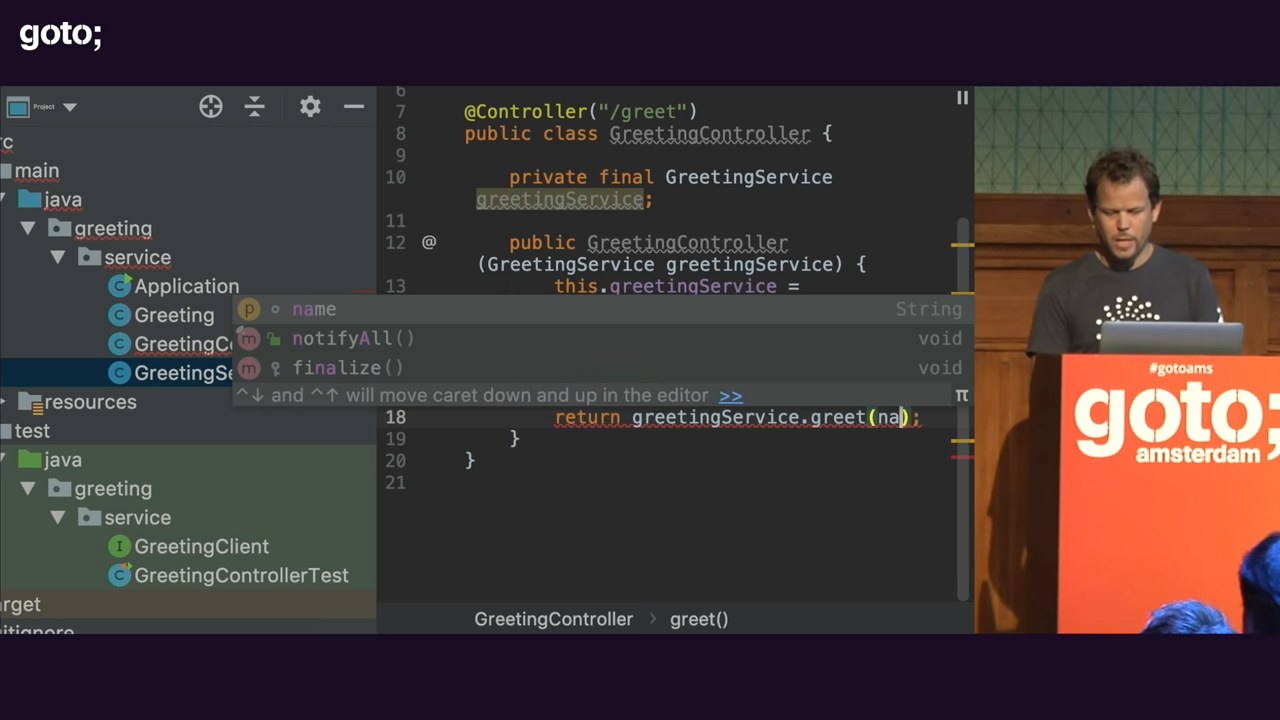 goto;
Project
rc
main
java
greeting
service
Application
Greeting
GreetingCo
GreetingSe
resources
test
java
greeting
service
GreetingClient
GreetingControllerTest
arget
gitignore
6
7 @Controller("/greet")
8 public class GreetingController {
9
10 private final GreetingService
greetingService;
11
12 @ public GreetingController
(GreetingService greetingService) {
13 this.greetingService =
p name String
m notifyAll() void
m finalize() void
^↓ and ^↑ will move caret down and up in the editor >> π
18 return greetingService.greet(na);
19 }
20 }
21
GreetingController > greet()
#gotoams
goto;
amsterdam